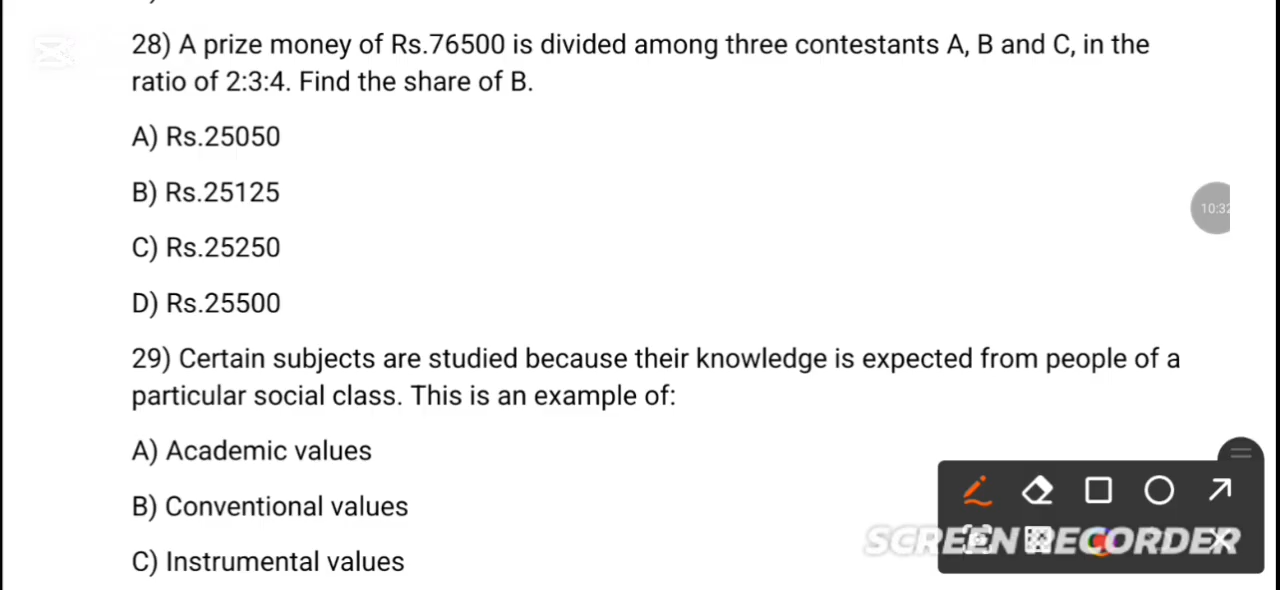 28) A prize money of Rs.76500 is divided among three contestants A, B and C, in the
ratio of 2:3:4. Find the share of B.
A) Rs.25050
B) Rs.25125
10:32
C) Rs.25250
D) Rs.25500
29) Certain subjects are studied because their knowledge is expected from people of a
particular social class. This is an example of:
A) Academic values
B) Conventional values
SCREEN RECORDER
C) Instrumental values